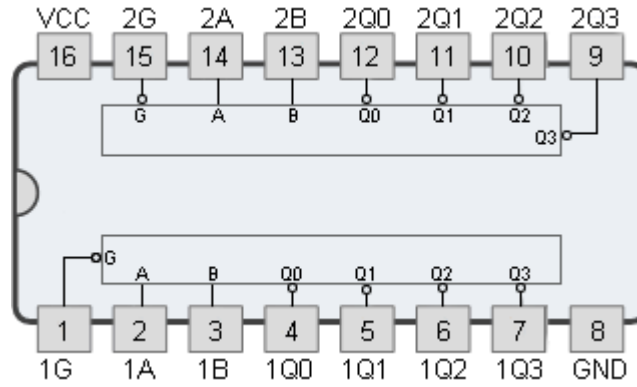 VCC 2G 2A 2B 2Q0 2Q1 2Q2 2Q3
16 15 14 13 12 11 10 9
G A B Q0 Q1 Q2
Q3
G
A B Q0 Q1 Q2 Q3
1 2 3 4 5 6 7 8
1G 1A 1B 1Q0 1Q1 1Q2 1Q3 GND